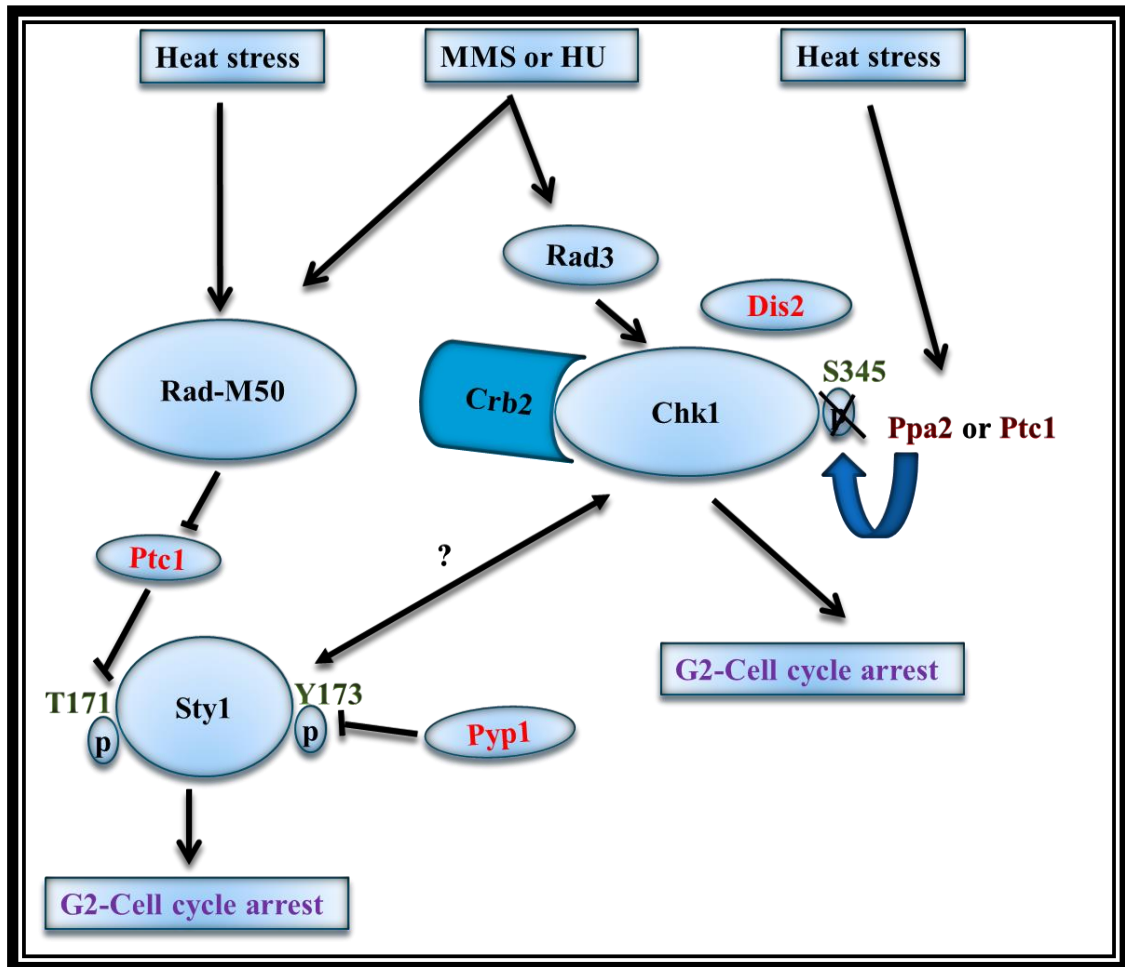 Heat stress
MMS or HU
Heat stress
Rad3
Dis2
Rad-M50
Crb2
Chk1
S345
p
Ppa2 or Ptc1
Ptc1
?
T171
p
Sty1
Y173
p
Pyp1
G2-Cell cycle arrest
G2-Cell cycle arrest